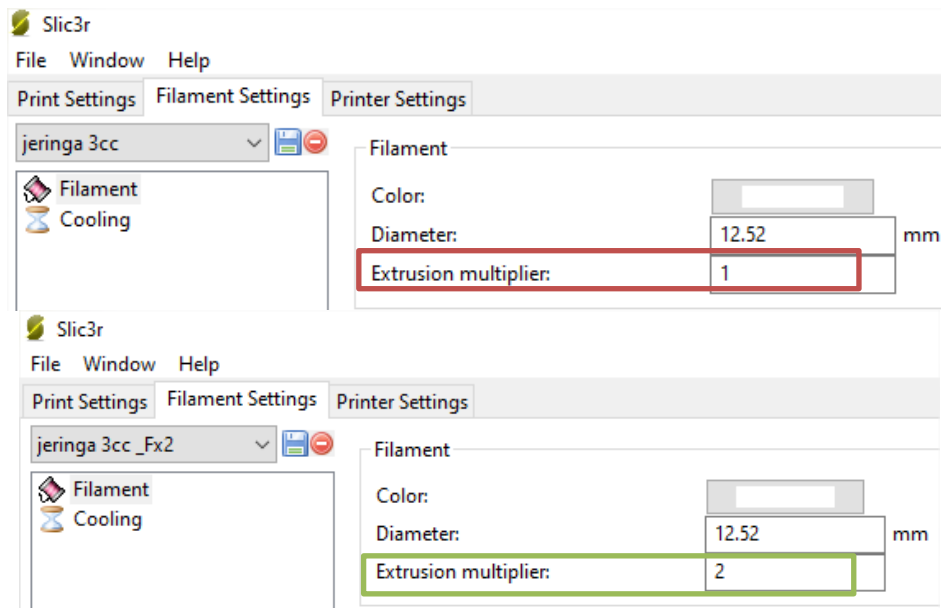 Slic3r
File Window Help
Print Settings Filament Settings Printer Settings
jeringa 3cc
Filament
Filament
Color:
Cooling
Diameter: 12.52 mm
Extrusion multiplier: 1
Slic3r
File Window Help
Print Settings Filament Settings Printer Settings
jeringa 3cc _Fx2
Filament
Filament
Color:
Cooling
Diameter: 12.52 mm
Extrusion multiplier: 2